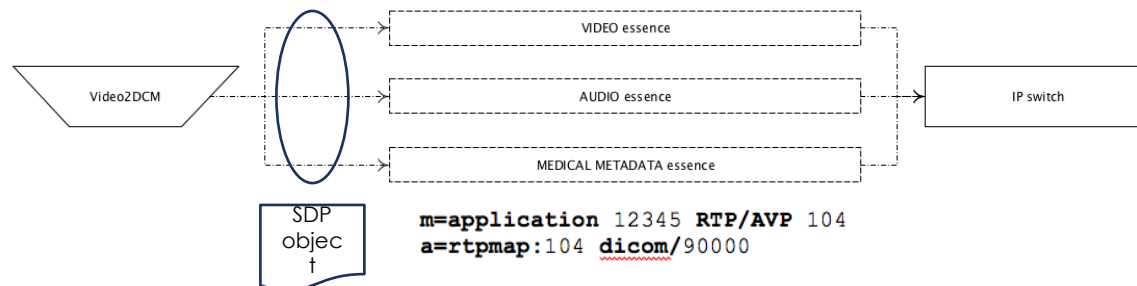 VIDEO essence
Video2DCM
AUDIO essence
IP switch
MEDICAL METADATA essence
SDP
objec
t
m=application 12345 RTP/AVP 104
a=rtpmap:104 dicom/90000